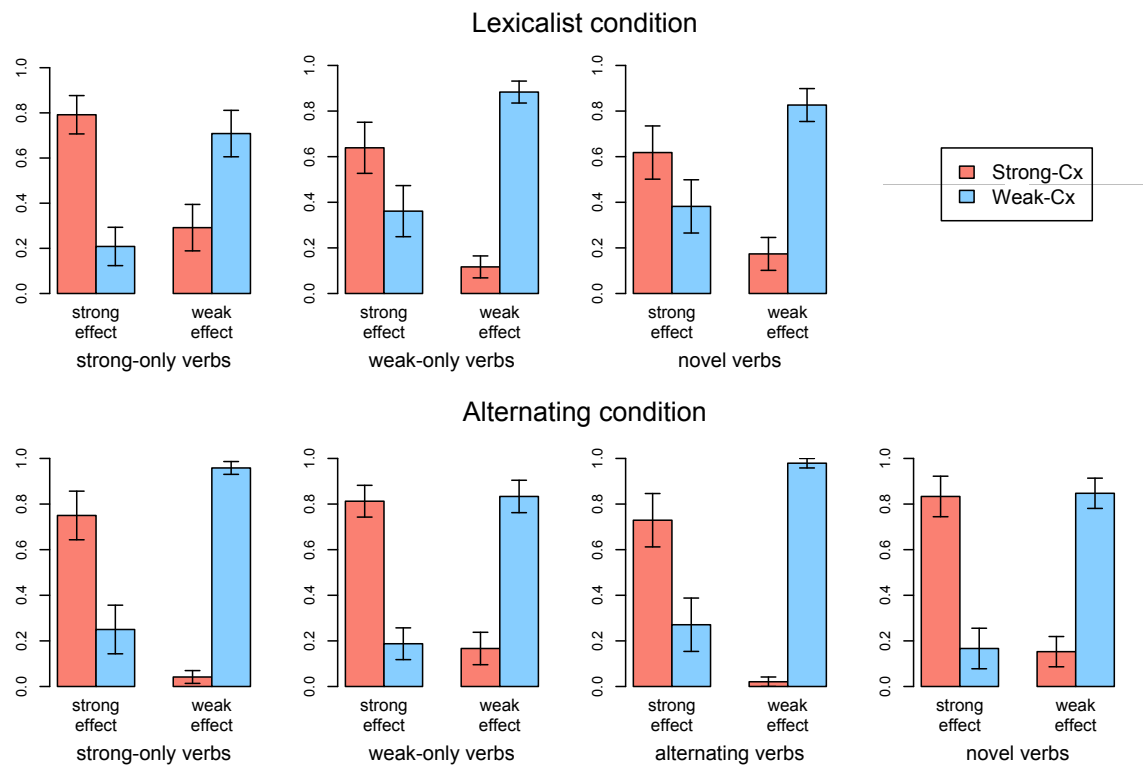 Lexicalist condition
0.0 0.2 0.4 0.6 0.8 1.0
strong effect
weak effect
strong-only verbs
0.0 0.2 0.4 0.6 0.8 1.0
strong effect
weak effect
weak-only verbs
0.0 0.2 0.4 0.6 0.8 1.0
strong effect
weak effect
novel verbs
Strong-Cx
Weak-Cx
Alternating condition
0.0 0.2 0.4 0.6 0.8 1.0
strong effect
weak effect
strong-only verbs
0.0 0.2 0.4 0.6 0.8 1.0
strong effect
weak effect
weak-only verbs
0.0 0.2 0.4 0.6 0.8 1.0
strong effect
weak effect
alternating verbs
0.0 0.2 0.4 0.6 0.8 1.0
strong effect
weak effect
novel verbs